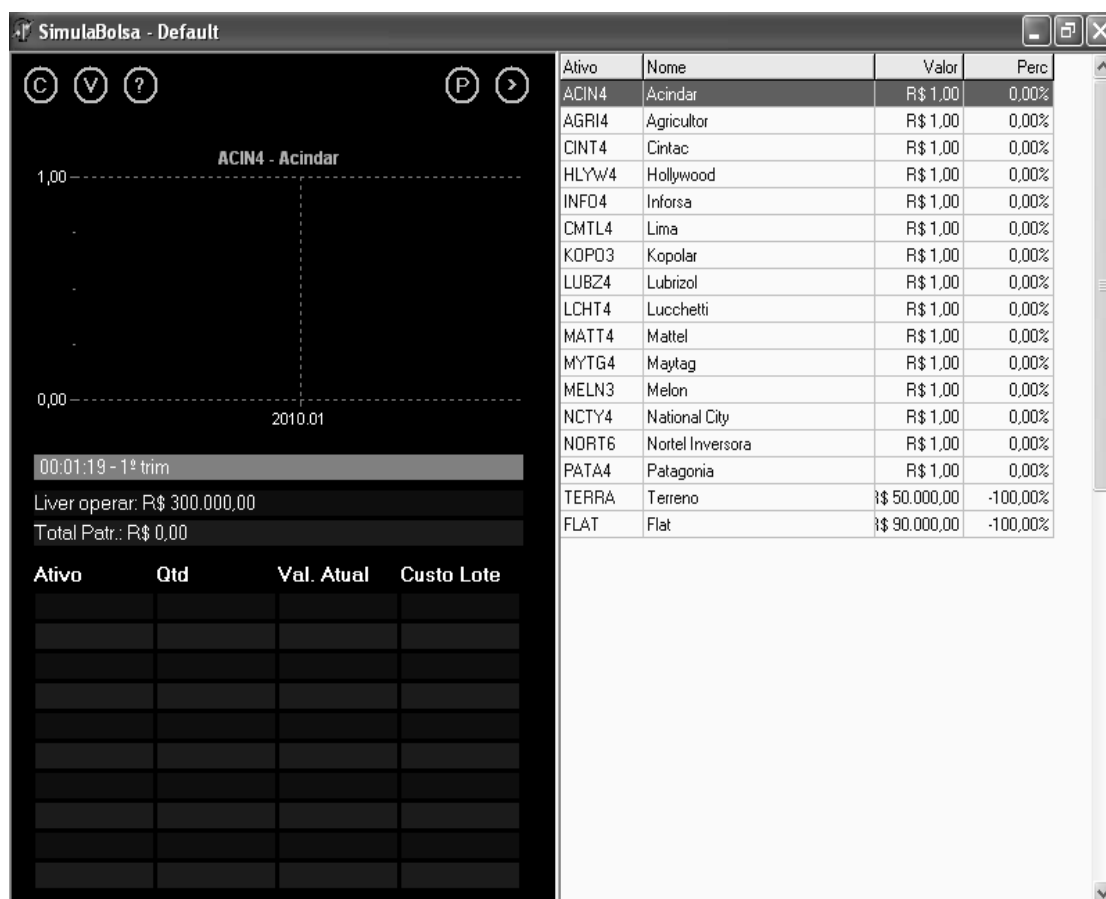 SimulaBolsa - Default
C V ? P >
ACIN4 - Acindar
1,00
0,00
2010.01
00:01:19 - 1º trim
Liver operar: R$ 300.000,00
Total Patr.: R$ 0,00
Ativo Qtd Val. Atual Custo Lote
Ativo Nome Valor Perc
ACIN4 Acindar R$ 1,00 0,00%
AGRI4 Agricultor R$ 1,00 0,00%
CINT4 Cintac R$ 1,00 0,00%
HLYW4 Hollywood R$ 1,00 0,00%
INFO4 Inforsa R$ 1,00 0,00%
CMTL4 Lima R$ 1,00 0,00%
KOPO3 Kopolar R$ 1,00 0,00%
LUBZ4 Lubrizol R$ 1,00 0,00%
LCHT4 Lucchetti R$ 1,00 0,00%
MATT4 Mattel R$ 1,00 0,00%
MYTG4 Maytag R$ 1,00 0,00%
MELN3 Melon R$ 1,00 0,00%
NCTY4 National City R$ 1,00 0,00%
NORT6 Nortel Inversora R$ 1,00 0,00%
PATA4 Patagonia R$ 1,00 0,00%
TERRA Terreno R$ 50.000,00 -100,00%
FLAT Flat R$ 90.000,00 -100,00%